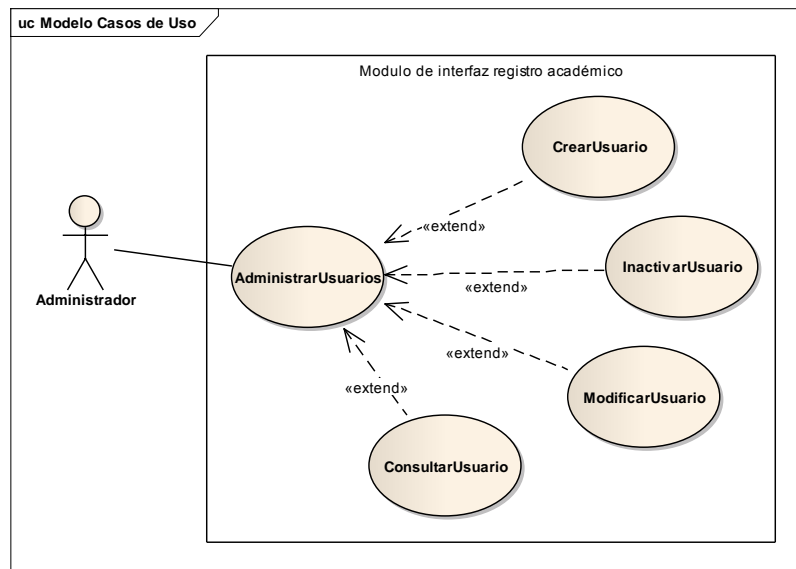 uc Modelo Casos de Uso
Modulo de interfaz registro académico
CrearUsuario
«extend»
AdministrarUsuarios
InactivarUsuario
«extend»
Administrador
«extend»
ModificarUsuario
«extend»
ConsultarUsuario